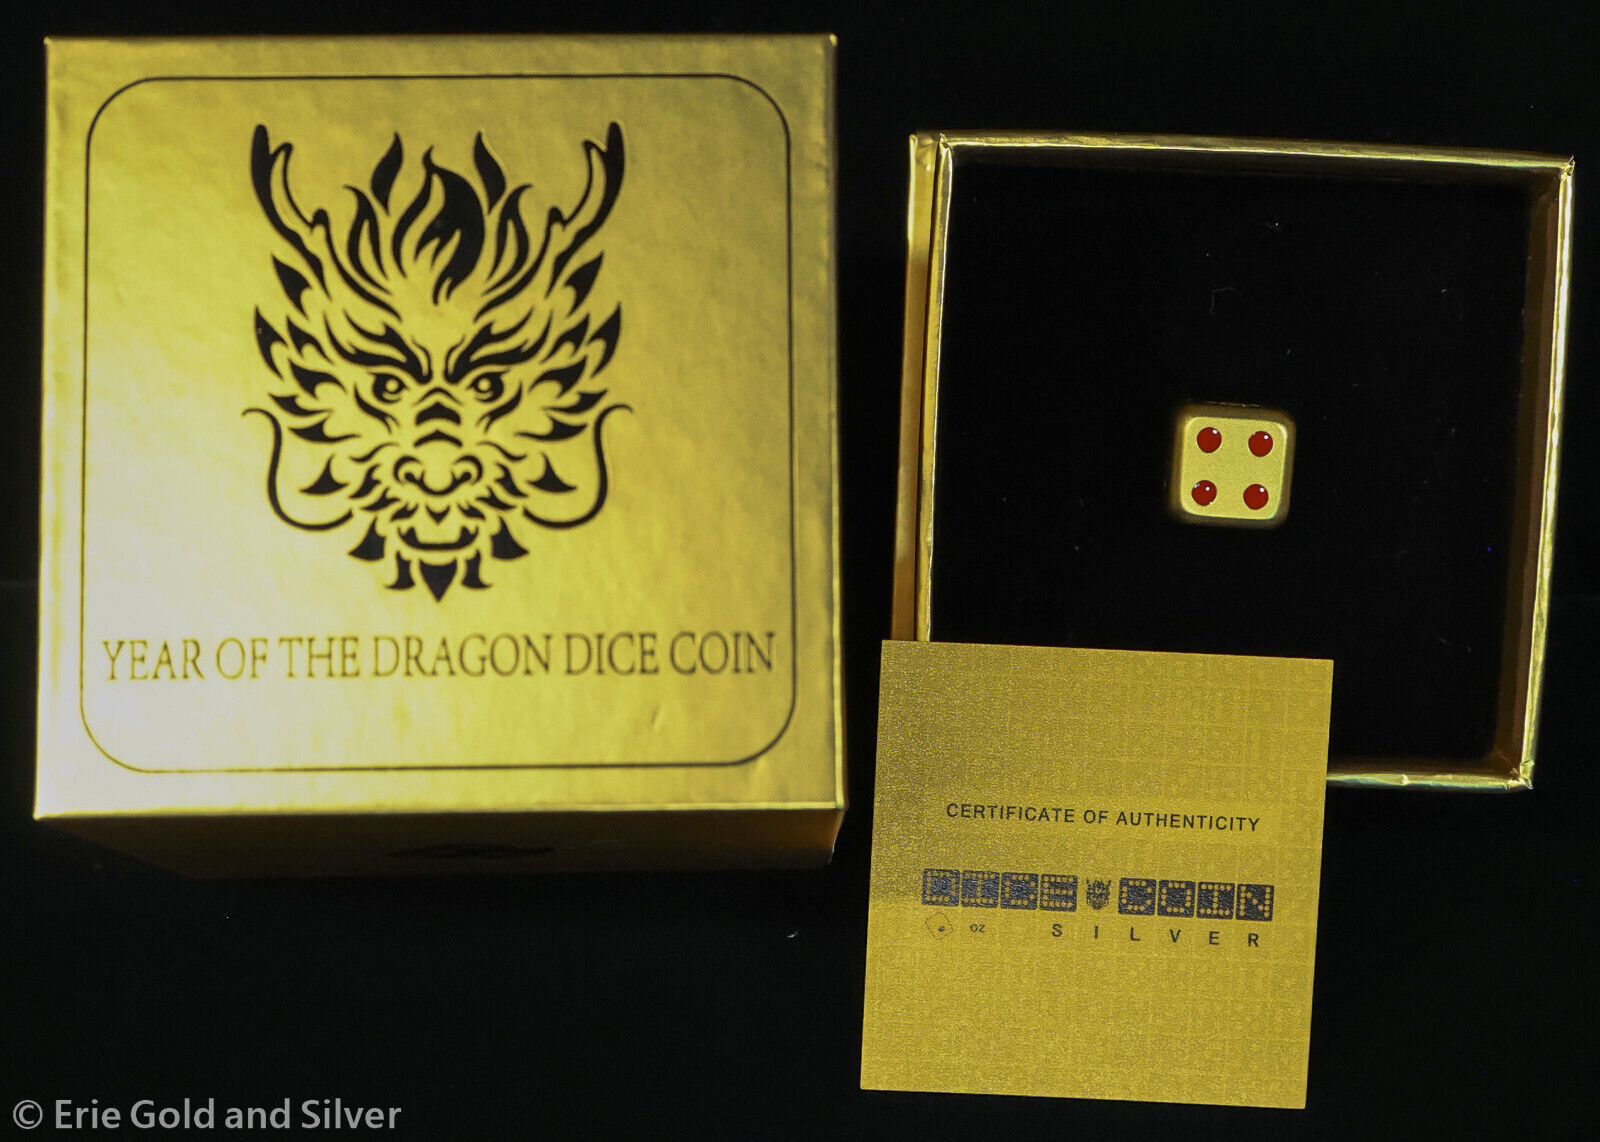 YEAR OF THE DRAGON DICE COIN
CERTIFICATE OF AUTHENTICITY
DICE COIN
OZ SILVER
© Erie Gold and Silver